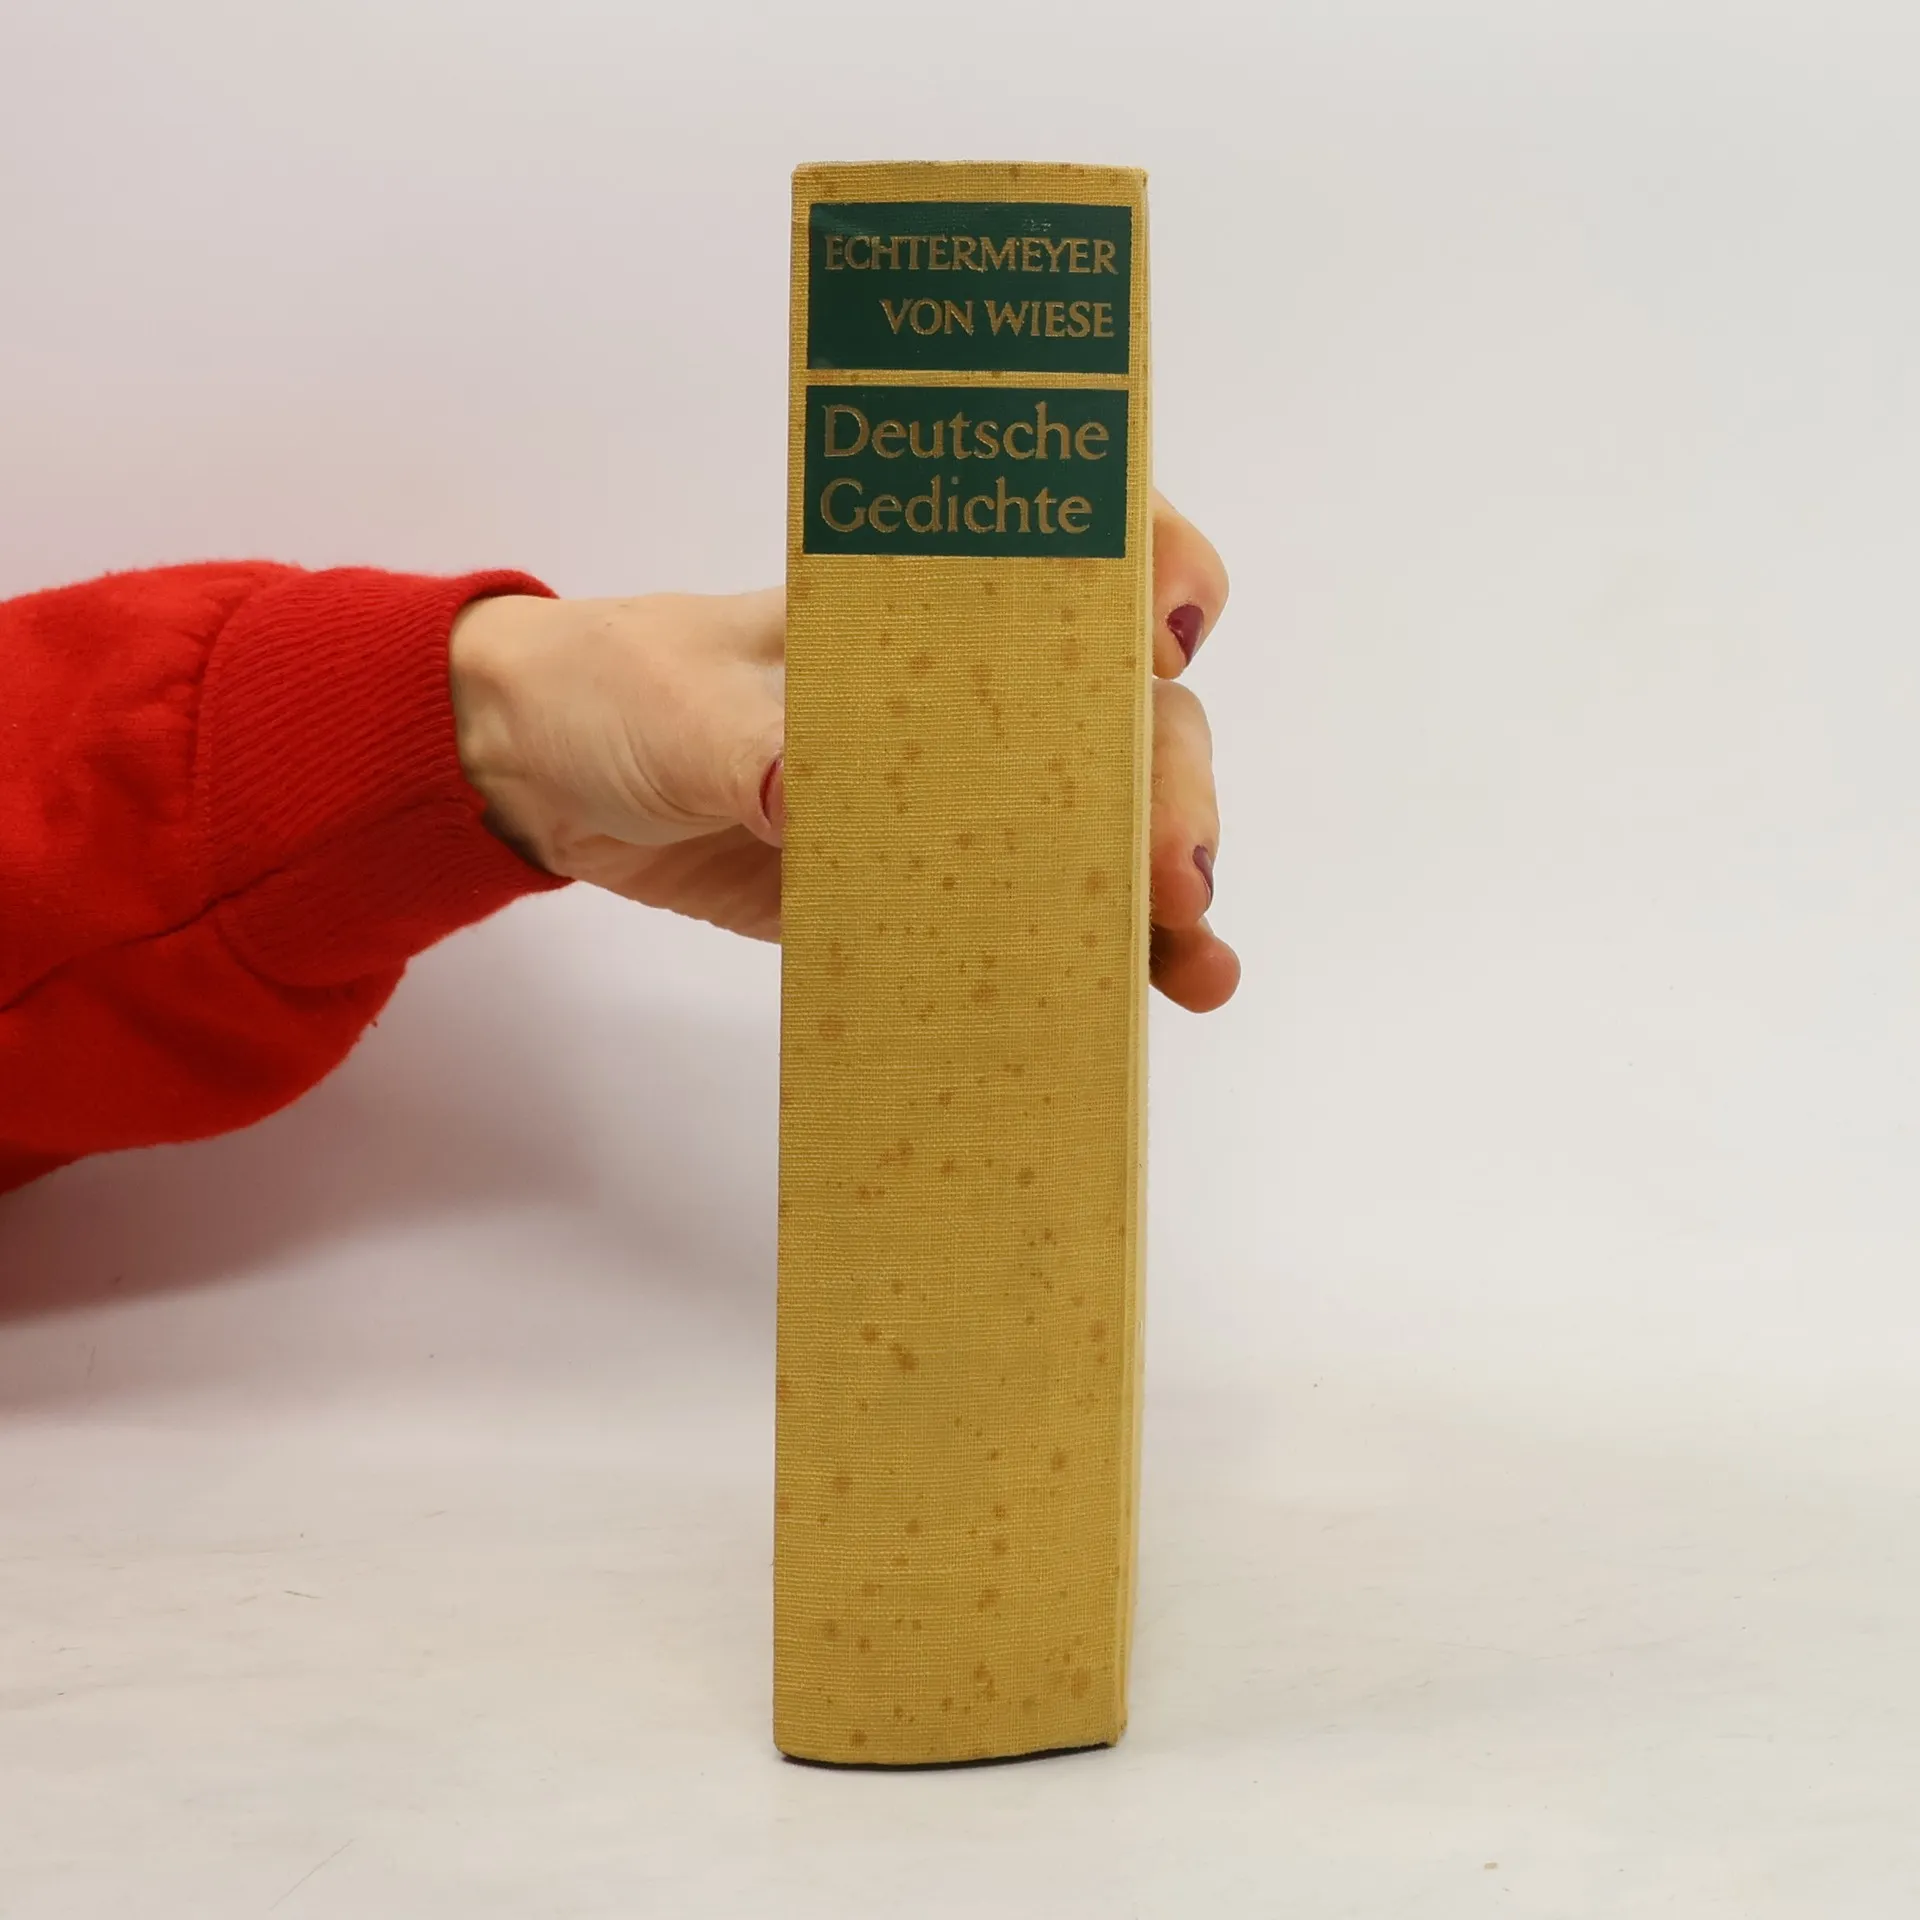 ECHTERMEYER
VON WIESE
Deutsche
Gedichte